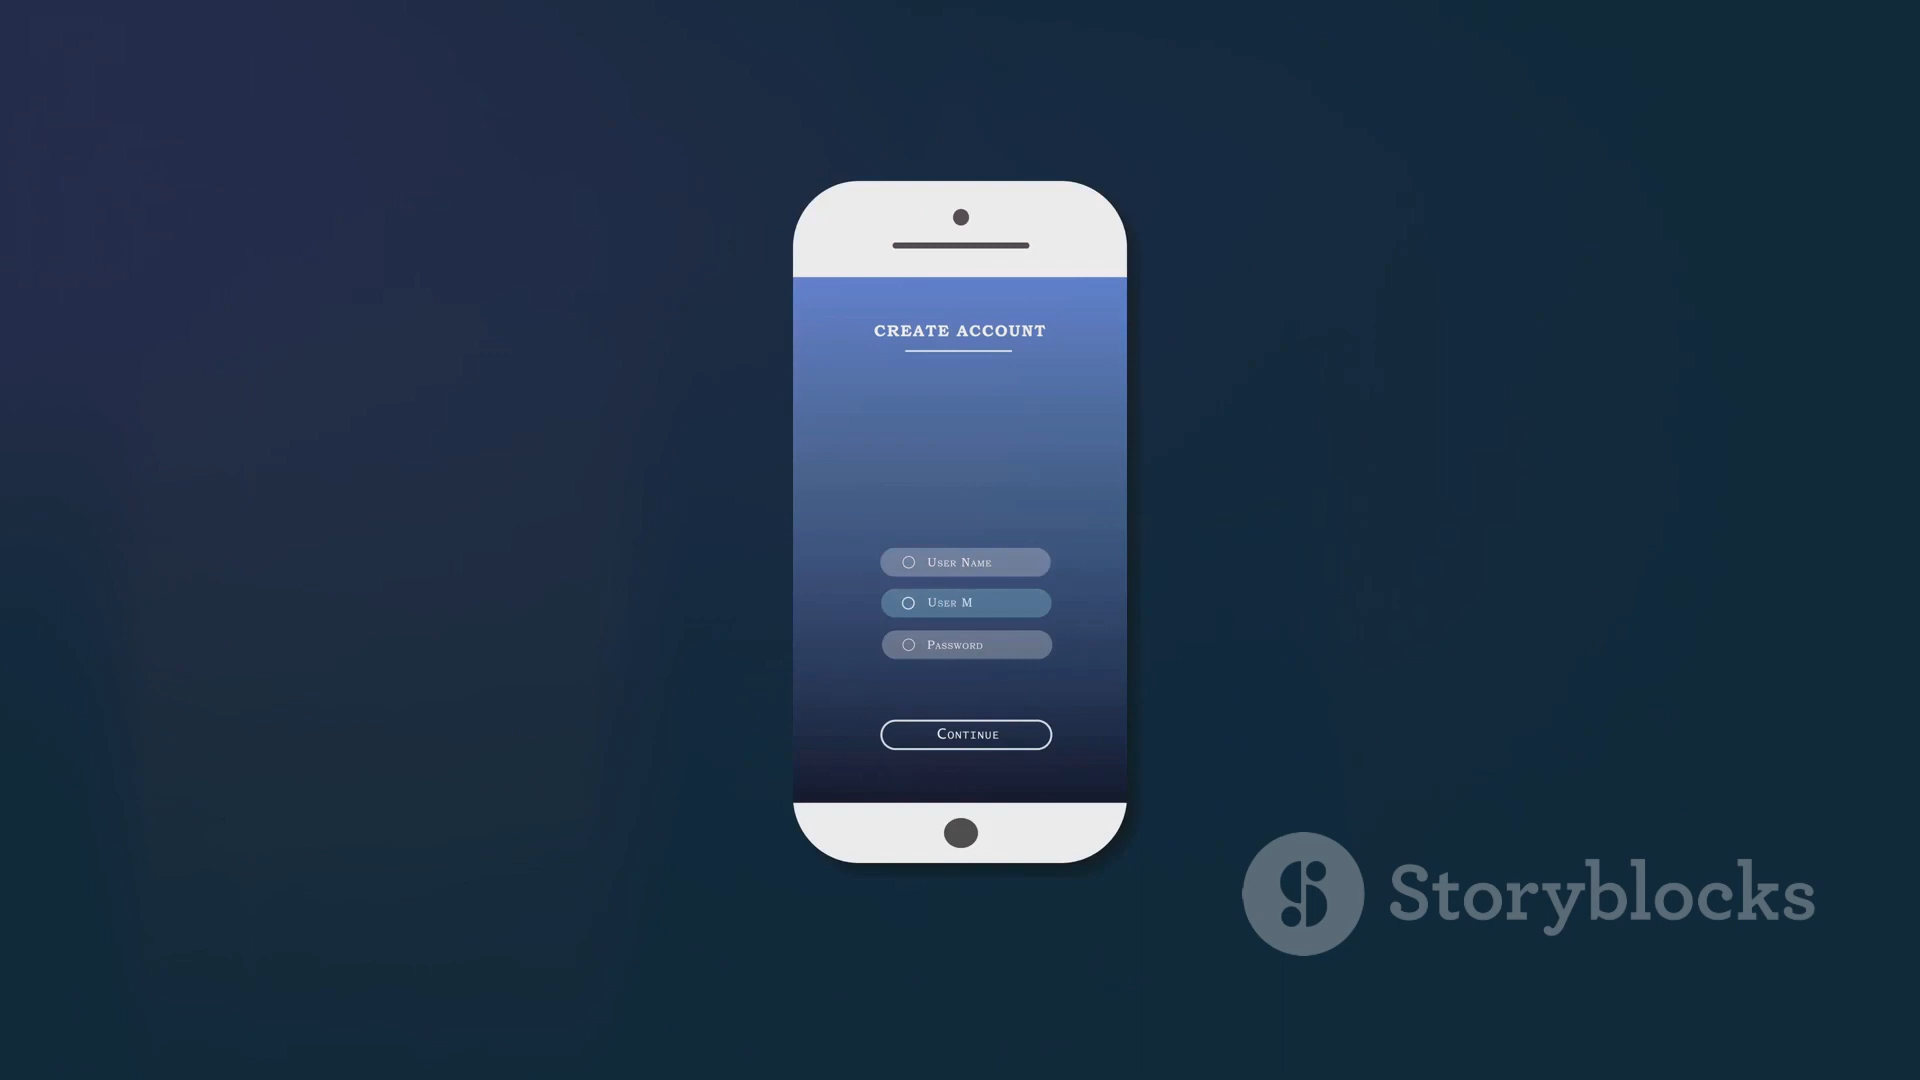 CREATE ACCOUNT
User Name
User M
Password
Continue
Storyblocks